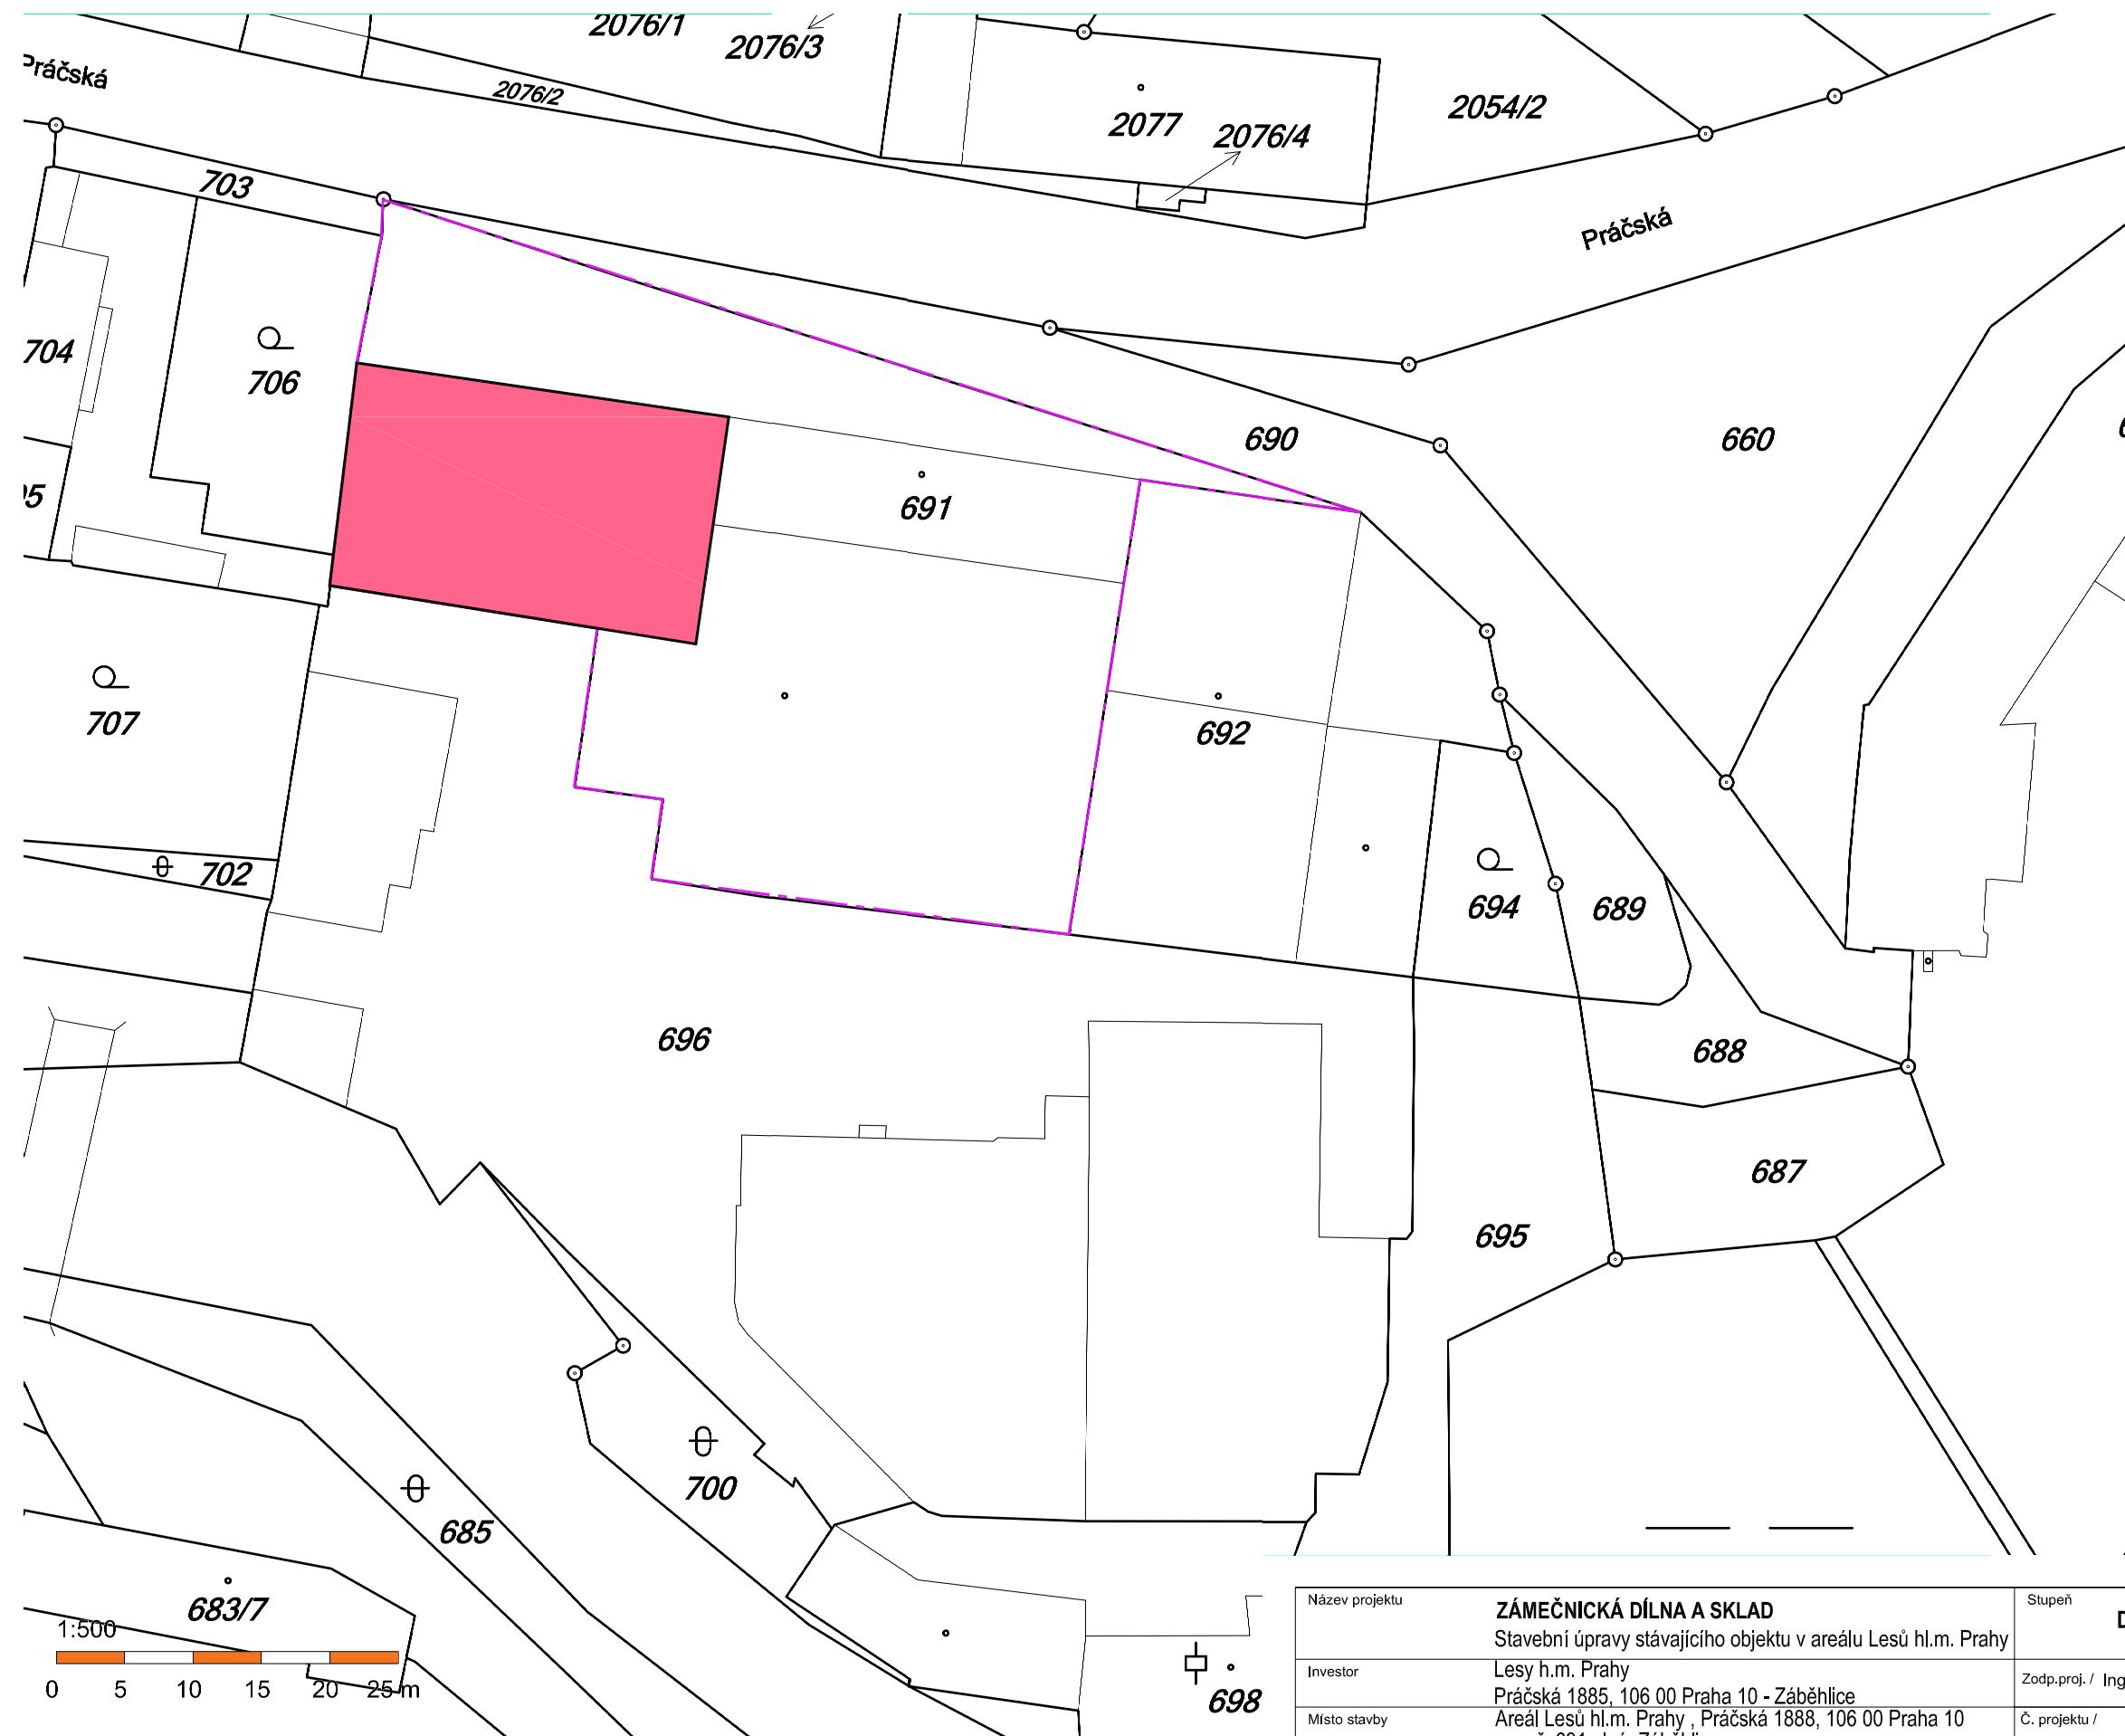 2076/1
2076/3
Práčská
2076/2
2077
2076/4
2054/2
703
Práčská
704
706
690
660
691
707
692
702
694
689
696
688
687
695
700
685
683/7
698
1:500
0 5 10 15 20 25 m
Název projektu
ZÁMEČNICKÁ DÍLNA A SKLAD
Stavební úpravy stávajícího objektu v areálu Lesů hl.m. Prahy
Stupeň
Investor
Lesy h.m. Prahy
Práčská 1885, 106 00 Praha 10 - Záběhlice
Zodp.proj. / Ing
Místo stavby
Areál Lesů hl.m. Prahy , Práčská 1888, 106 00 Praha 10
Č. projektu /